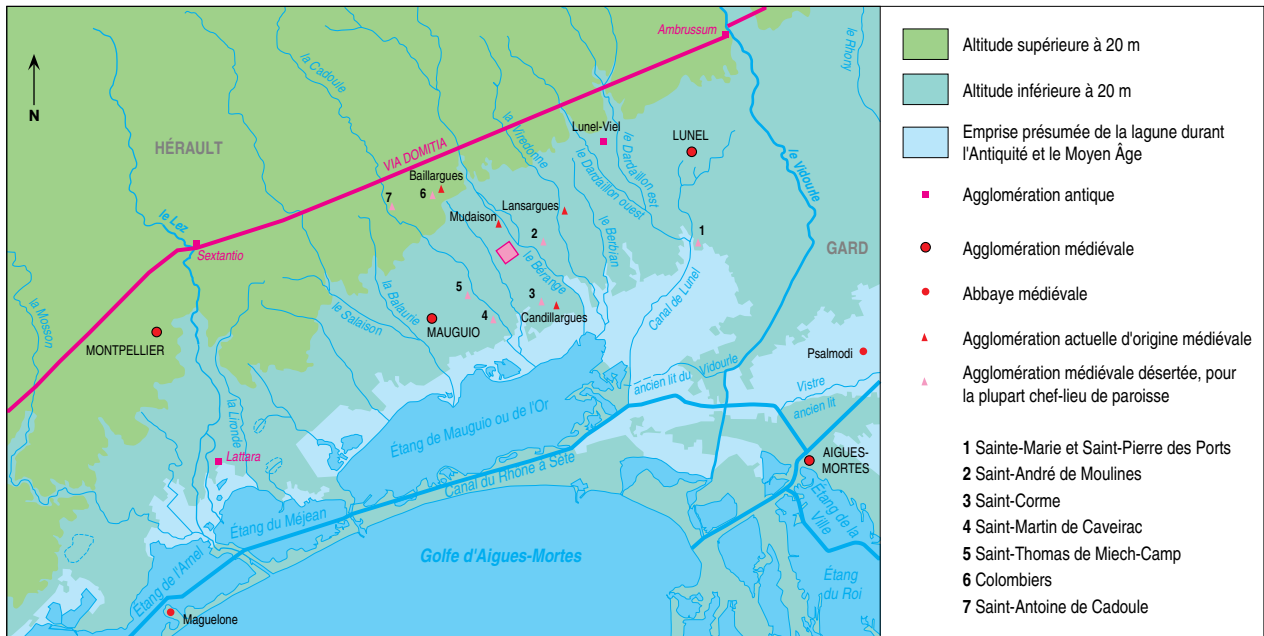 Ambrussum
le Rhony
la Cadoule
N
HÉRAULT
VIA DOMITIA
la Viredonne
Lunel-Viel
LUNEL
le Dardaillon est
le Dardaillon ouest
le Vidourle
Baillargues
6
7
Lansargues
Mudaison
2
1
le Berbian
le Lez
Sextantio
GARD
la Mosson
le Bérange
Canal de Lunel
5
3
4
Candillargues
la Balaurie
le Salaison
MAUGUIO
MONTPELLIER
Psalmodi
ancien lit du Vidourle
Vistre
ancien lit
la Lironde
Étang de Mauguio ou de l'Or
Lattara
AIGUES-
MORTES
Canal du Rhône à Sète
Étang du Méjean
Étang de la
Ville
Golfe d'Aigues-Mortes
Étang de l'Arnel
Étang
du Roi
Maguelone
Altitude supérieure à 20 m
Altitude inférieure à 20 m
Emprise présumée de la lagune durant
l'Antiquité et le Moyen Âge
Agglomération antique
Agglomération médiévale
Abbaye médiévale
Agglomération actuelle d'origine médiévale
Agglomération médiévale désertée, pour
la plupart chef-lieu de paroisse
1 Sainte-Marie et Saint-Pierre des Ports
2 Saint-André de Moulines
3 Saint-Corme
4 Saint-Martin de Caveirac
5 Saint-Thomas de Miech-Camp
6 Colombiers
7 Saint-Antoine de Cadoule